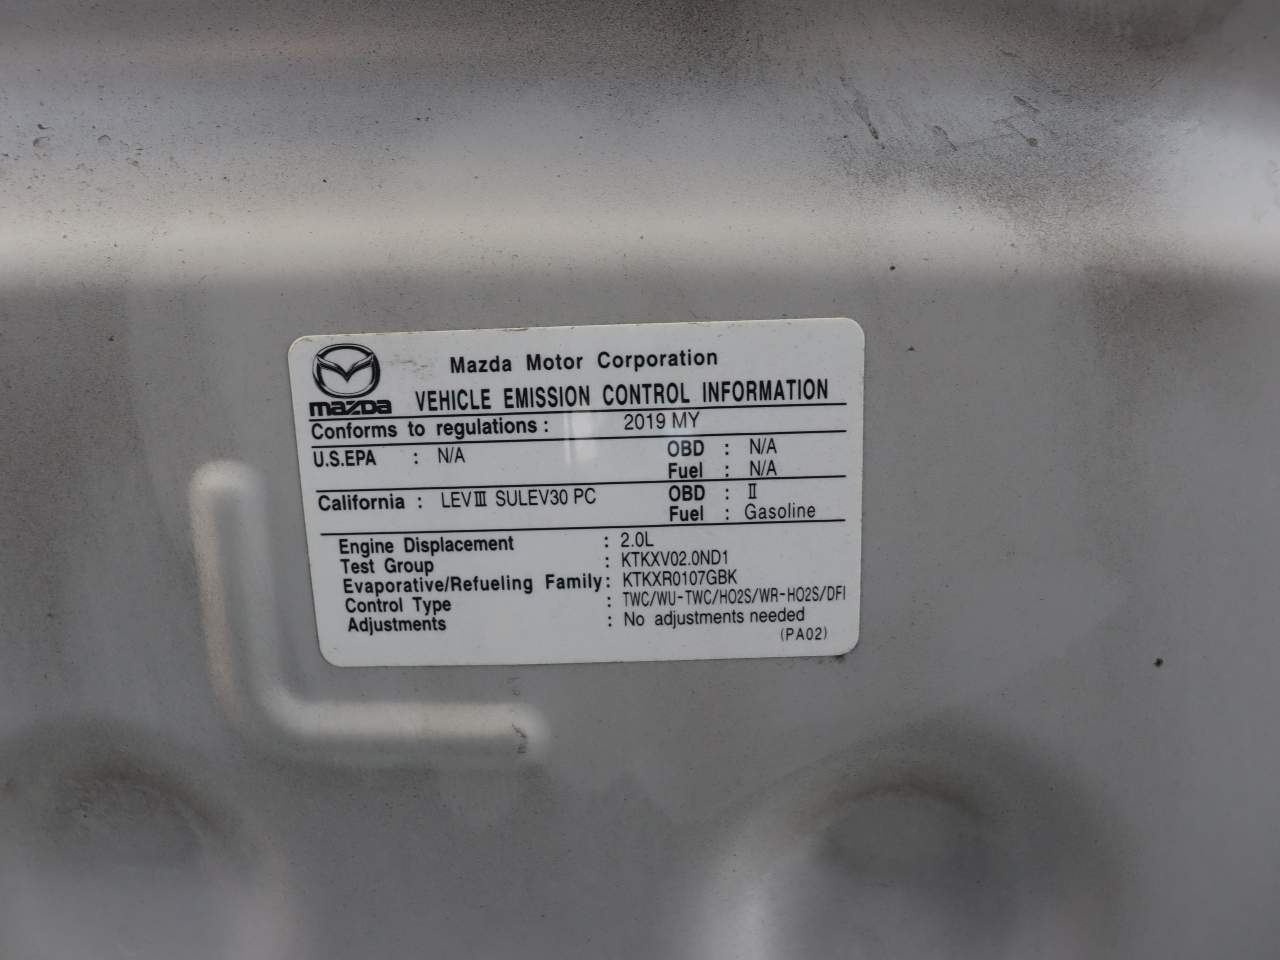 mazda
Mazda Motor Corporation
VEHICLE EMISSION CONTROL INFORMATION
Conforms to regulations : 2019 MY
U.S.EPA : N/A OBD : N/A
Fuel : N/A
California : LEVⅢ SULEV30 PC OBD : Ⅱ
Fuel : Gasoline
Engine Displacement : 2.0L
Test Group : KTKXV02.0ND1
Evaporative/Refueling Family : KTKXR0107GBK
Control Type : TWC/WU-TWC/HO2S/WR-HO2S/DFI
Adjustments : No adjustments needed
(PA02)